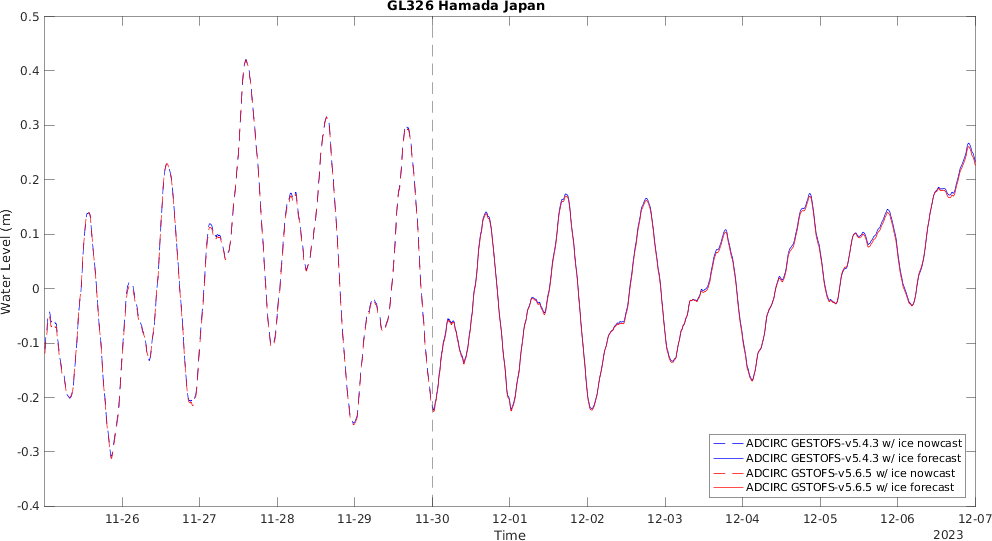 GL326 Hamada Japan
0.5
0.4
0.3
0.2
0.1
0
-0.1
-0.2
-0.3
-0.4
Water Level (m)
ADCIRC GESTOFS-v5.4.3 w/ ice nowcast
ADCIRC GESTOFS-v5.4.3 w/ ice forecast
ADCIRC GSTOFS-v5.6.5 w/ ice nowcast
ADCIRC GSTOFS-v5.6.5 w/ ice forecast
11-26 11-27 11-28 11-29 11-30 12-01 12-02 12-03 12-04 12-05 12-06 12-07
Time
2023